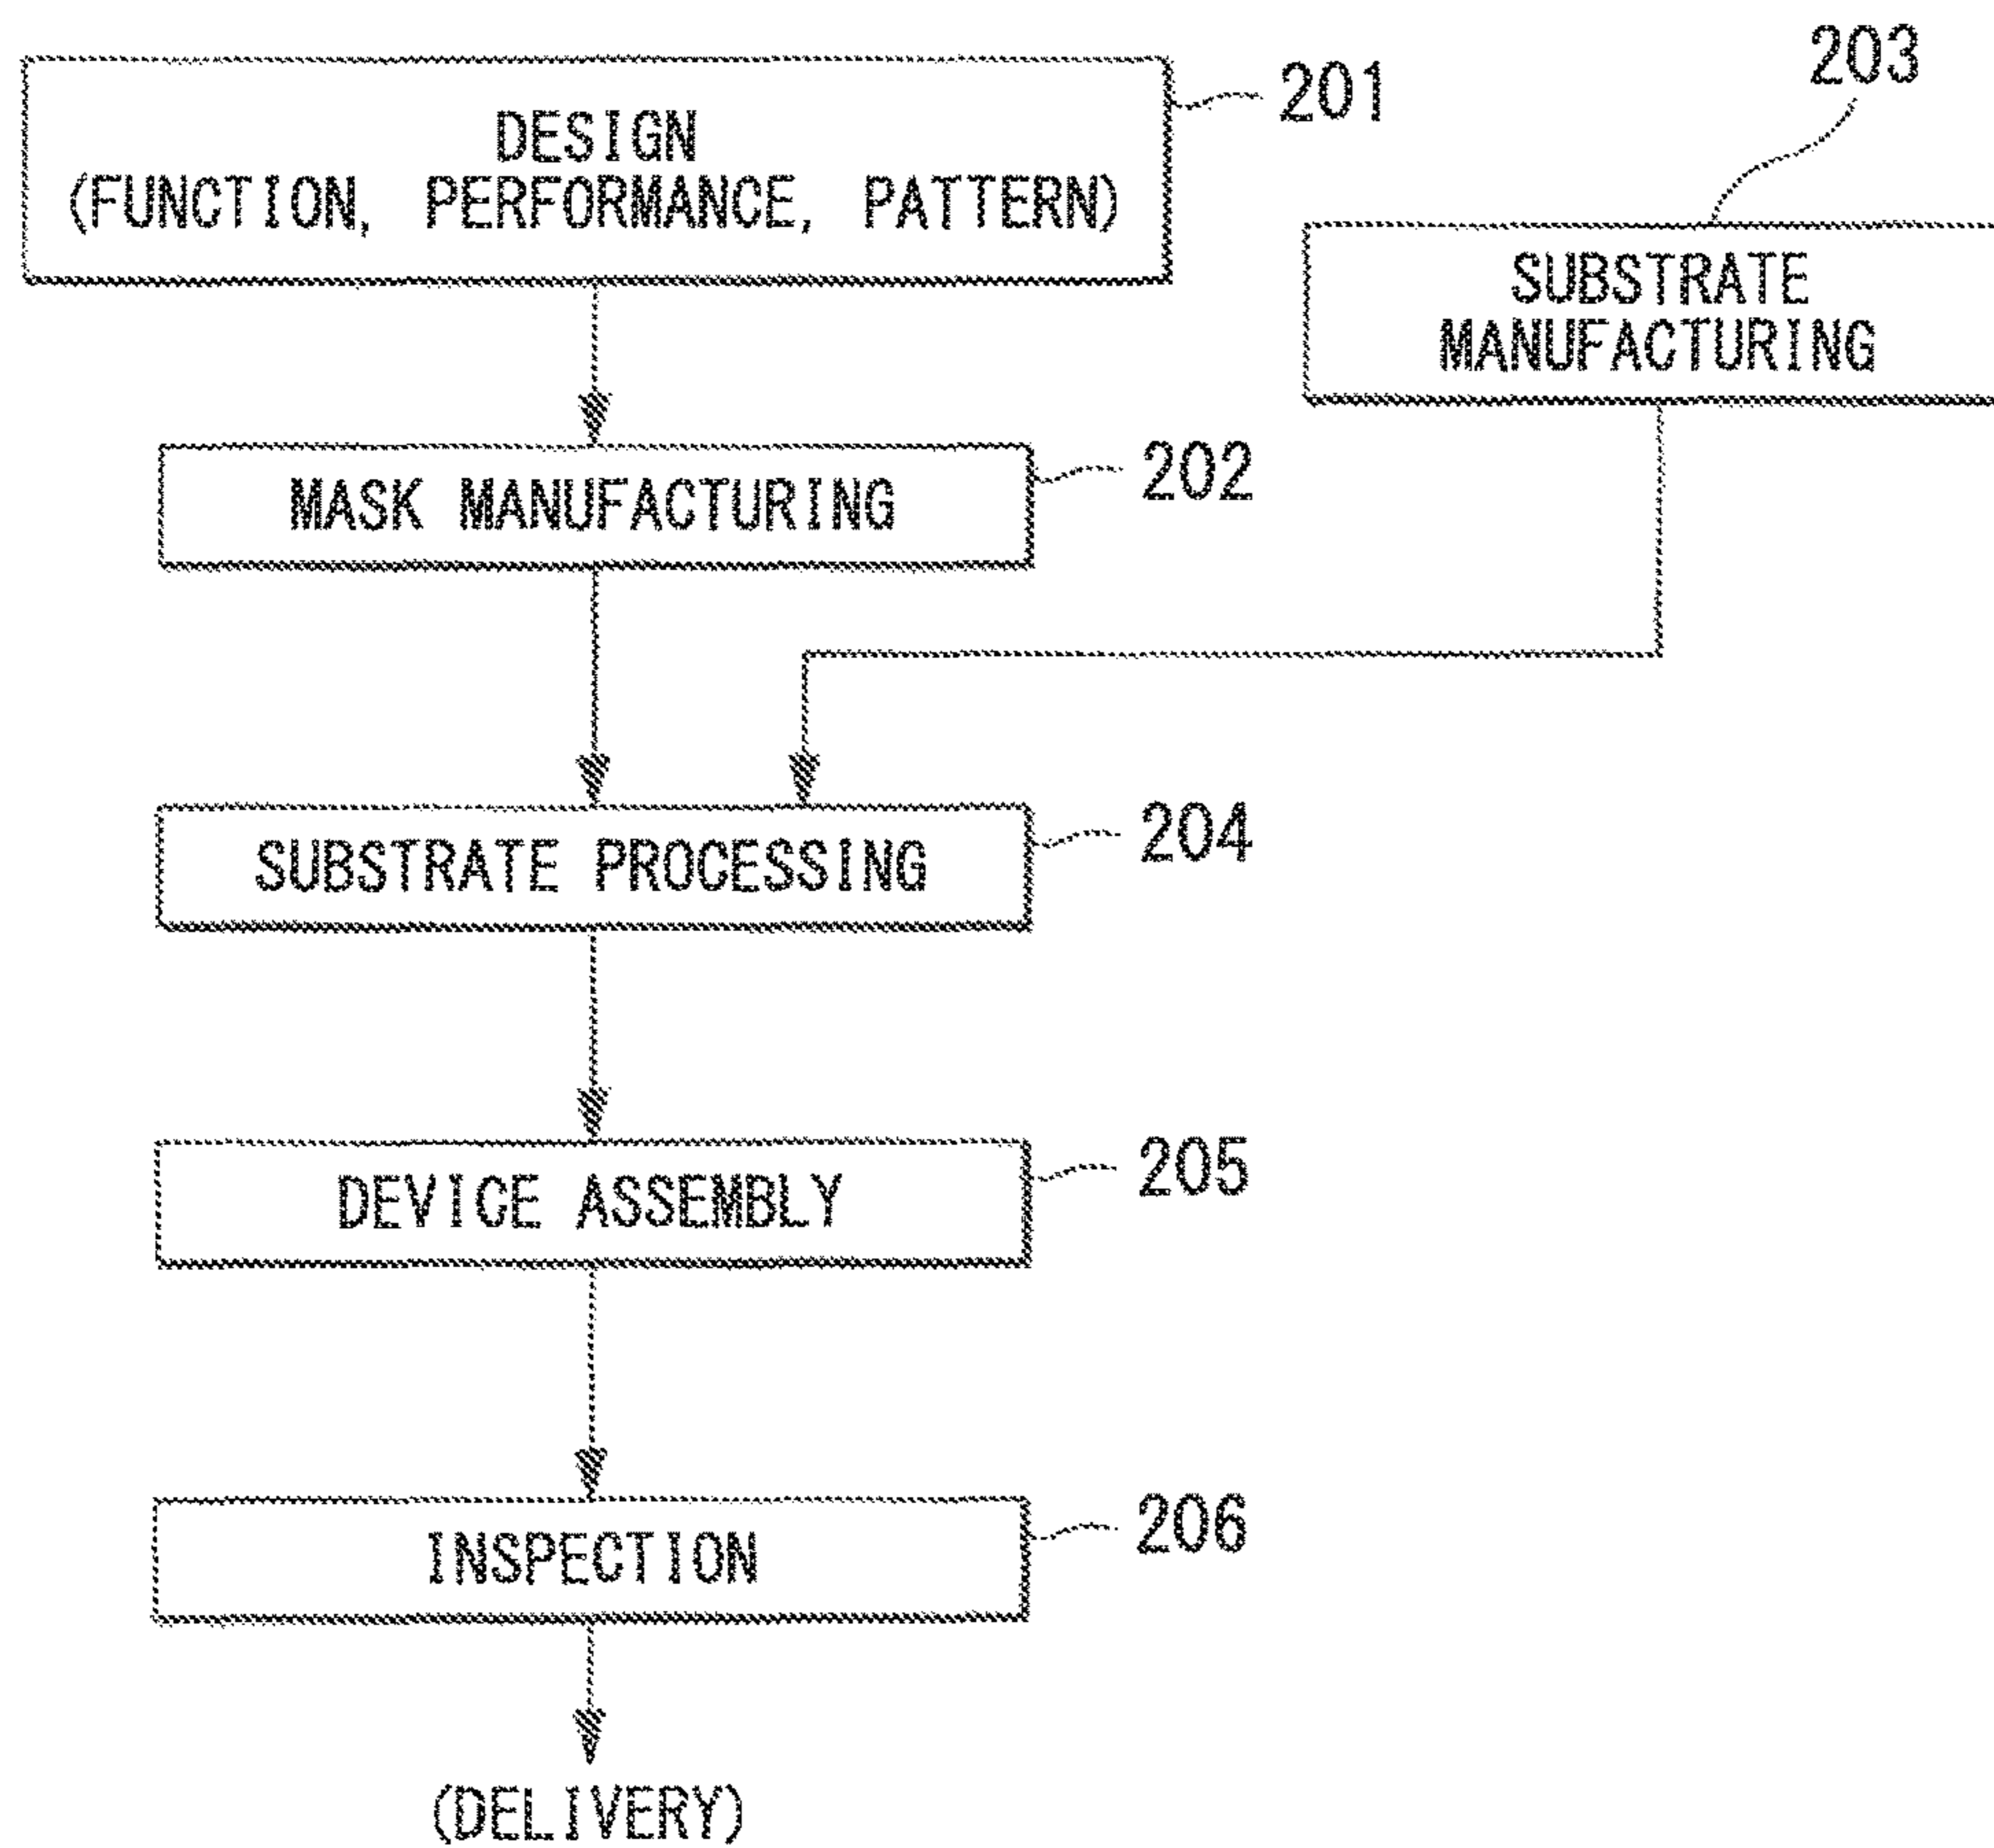 DESIGN
(FUNCTION, PERFORMANCE, PATTERN)
201
203
SUBSTRATE
MANUFACTURING
MASK MANUFACTURING
202
SUBSTRATE PROCESSING
204
DEVICE ASSEMBLY
205
INSPECTION
206
(DELIVERY)